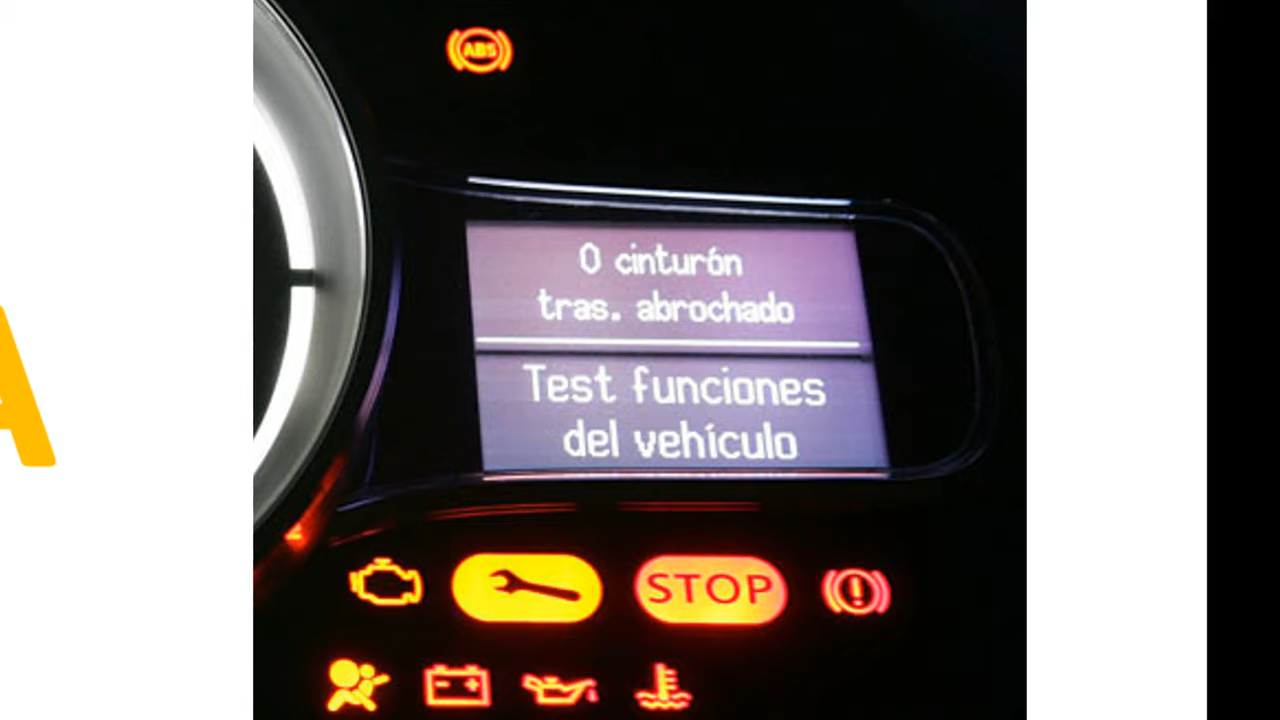 A
ABS
0 cinturón
tras. abrochado
Test funciones
del vehículo
STOP